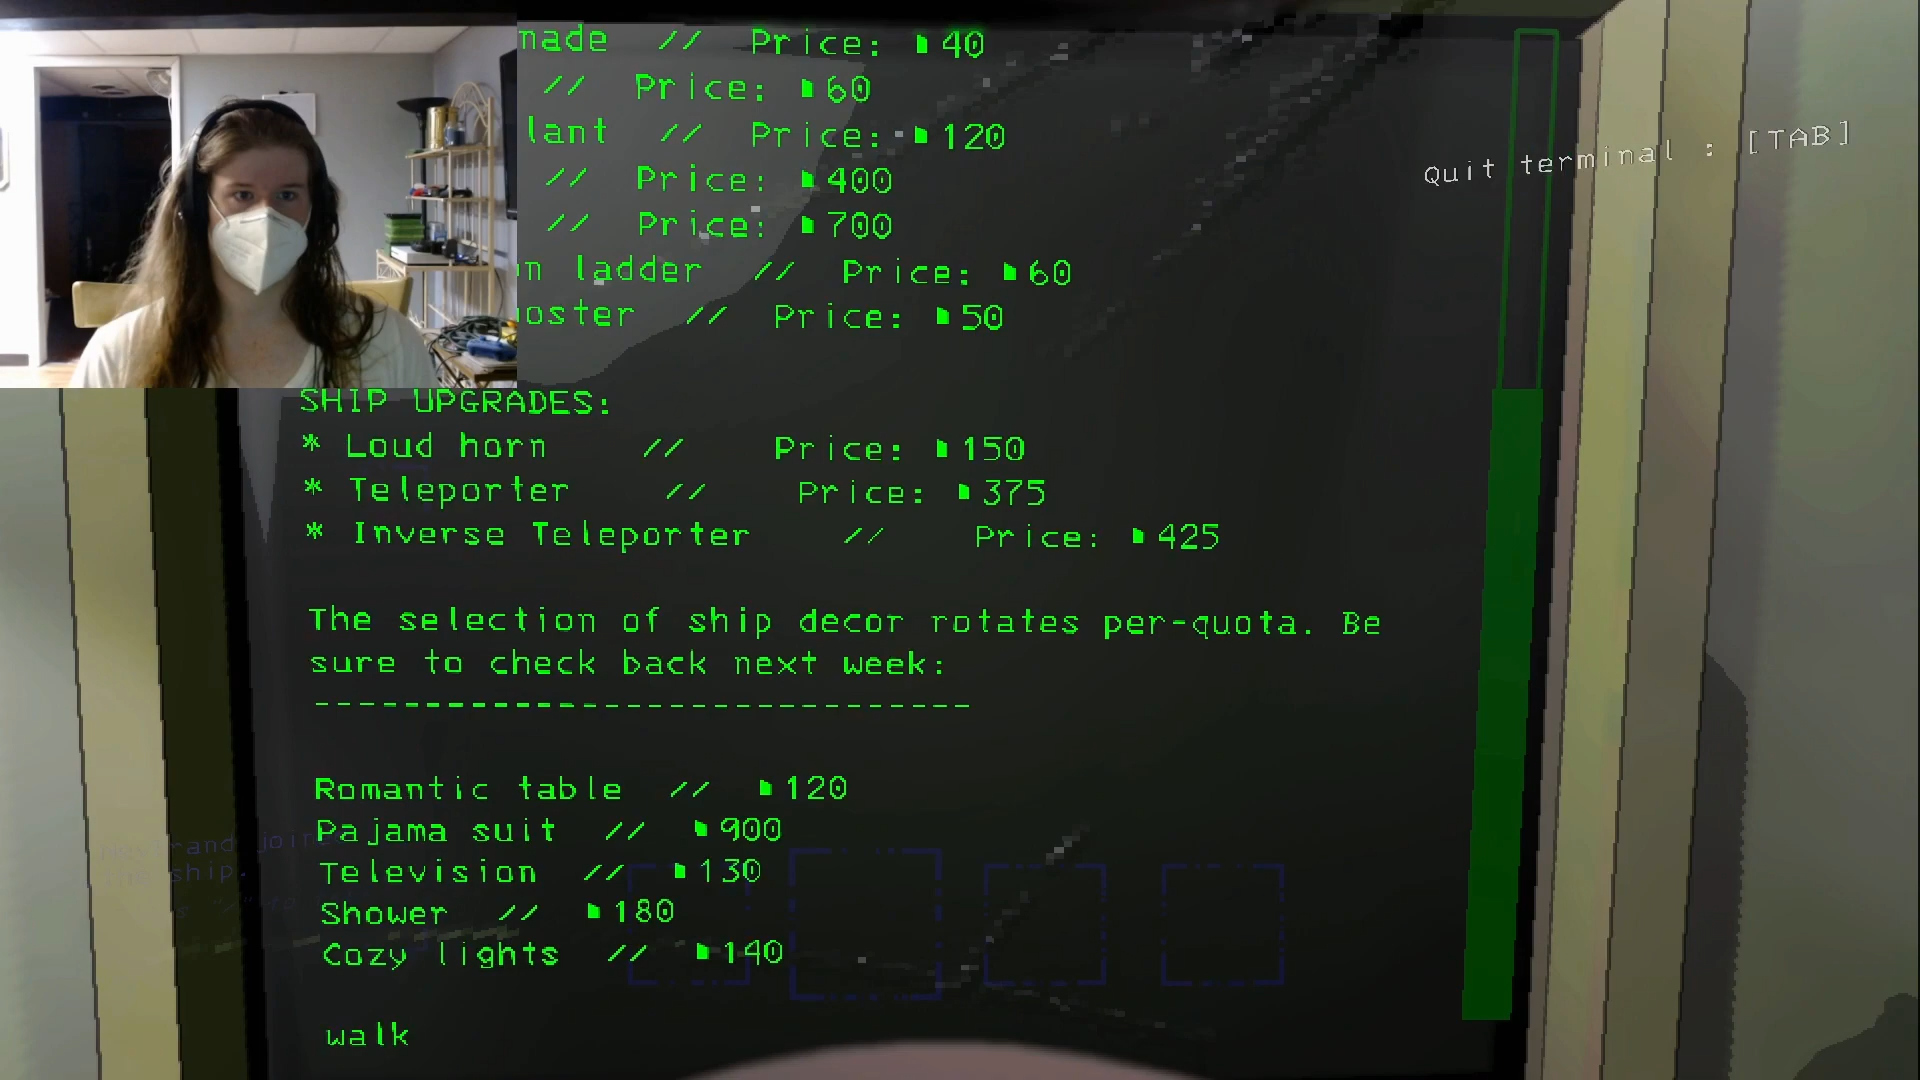 made // Price: 40
// Price: 60
lant // Price: 120
// Price: 400
// Price: 700
n ladder // Price: 60
oster // Price: 50
Quit terminal : [TAB]
SHIP UPGRADES:
* Loud horn // Price: 150
* Teleporter // Price: 375
* Inverse Teleporter // Price: 425
The selection of ship decor rotates per-quota. Be
sure to check back next week:
------------------------------
Romantic table // 120
Pajama suit // 900
Television // 130
Shower // 180
Cozy lights // 140
walk
ship.